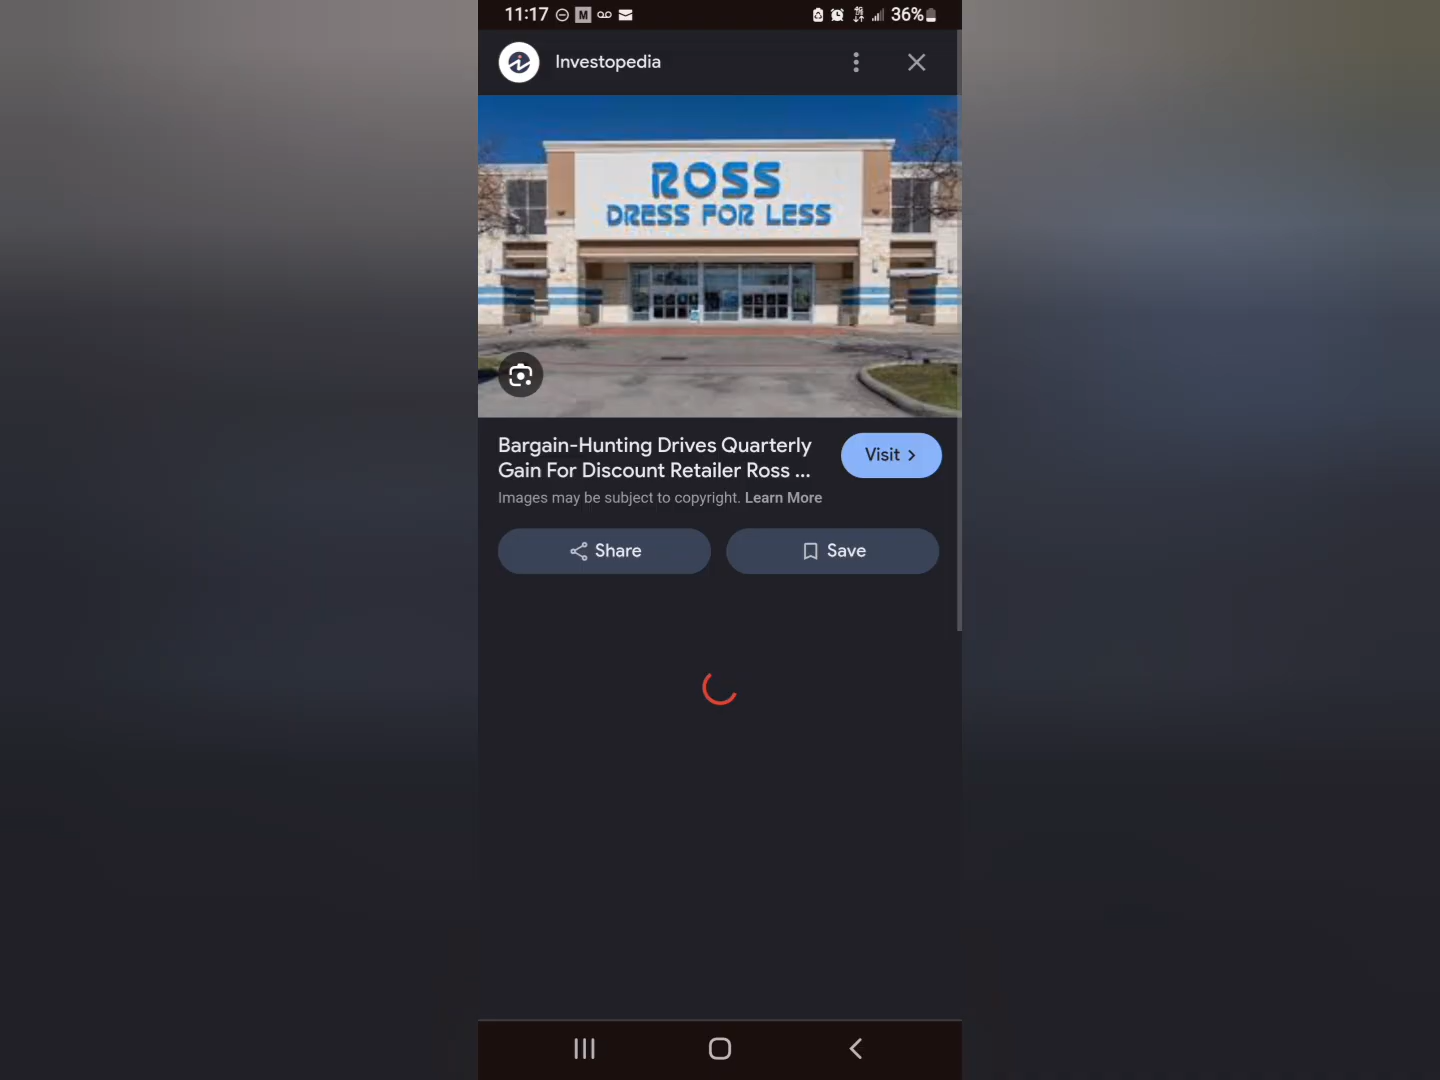 11:17 M 36%
Investopedia
ROSS
DRESS FOR LESS
Bargain-Hunting Drives Quarterly
Gain For Discount Retailer Ross ...
Visit
Images may be subject to copyright. Learn More
Share
Save